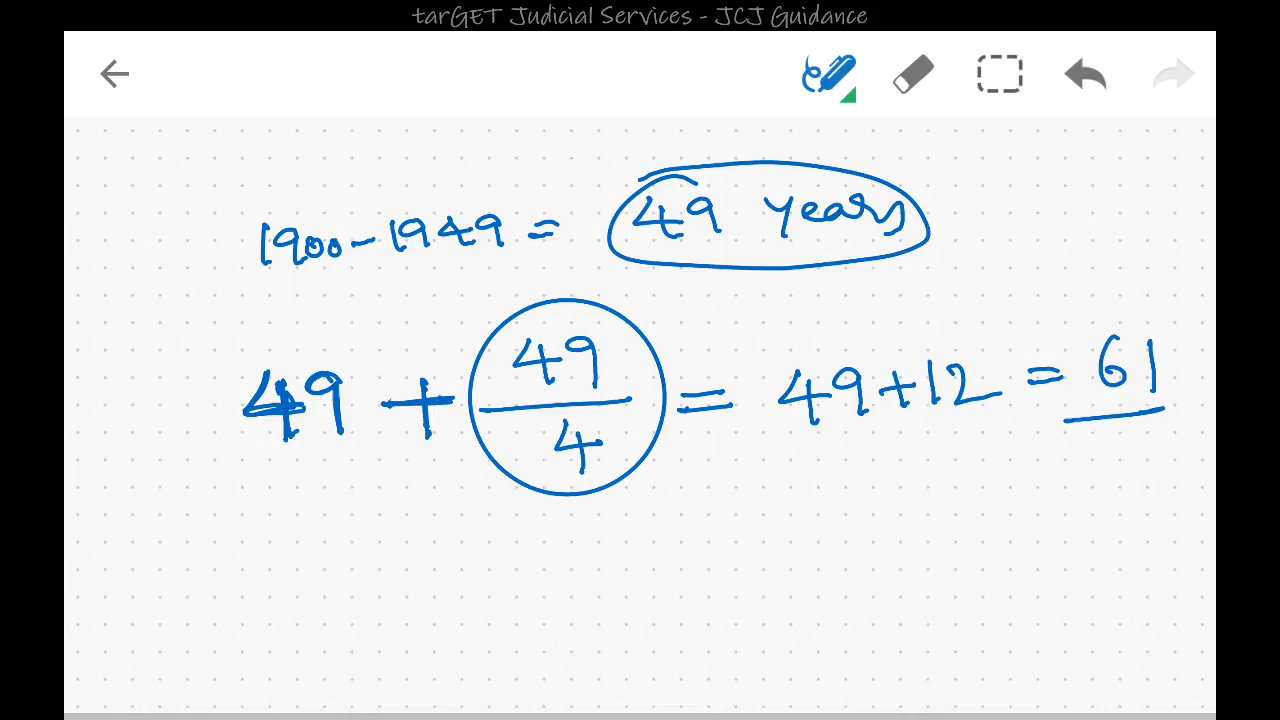 tarGET Judicial Services - JCJ Guidance
1900-1949 = 49 years
49 + 49/4 = 49+12 = 61